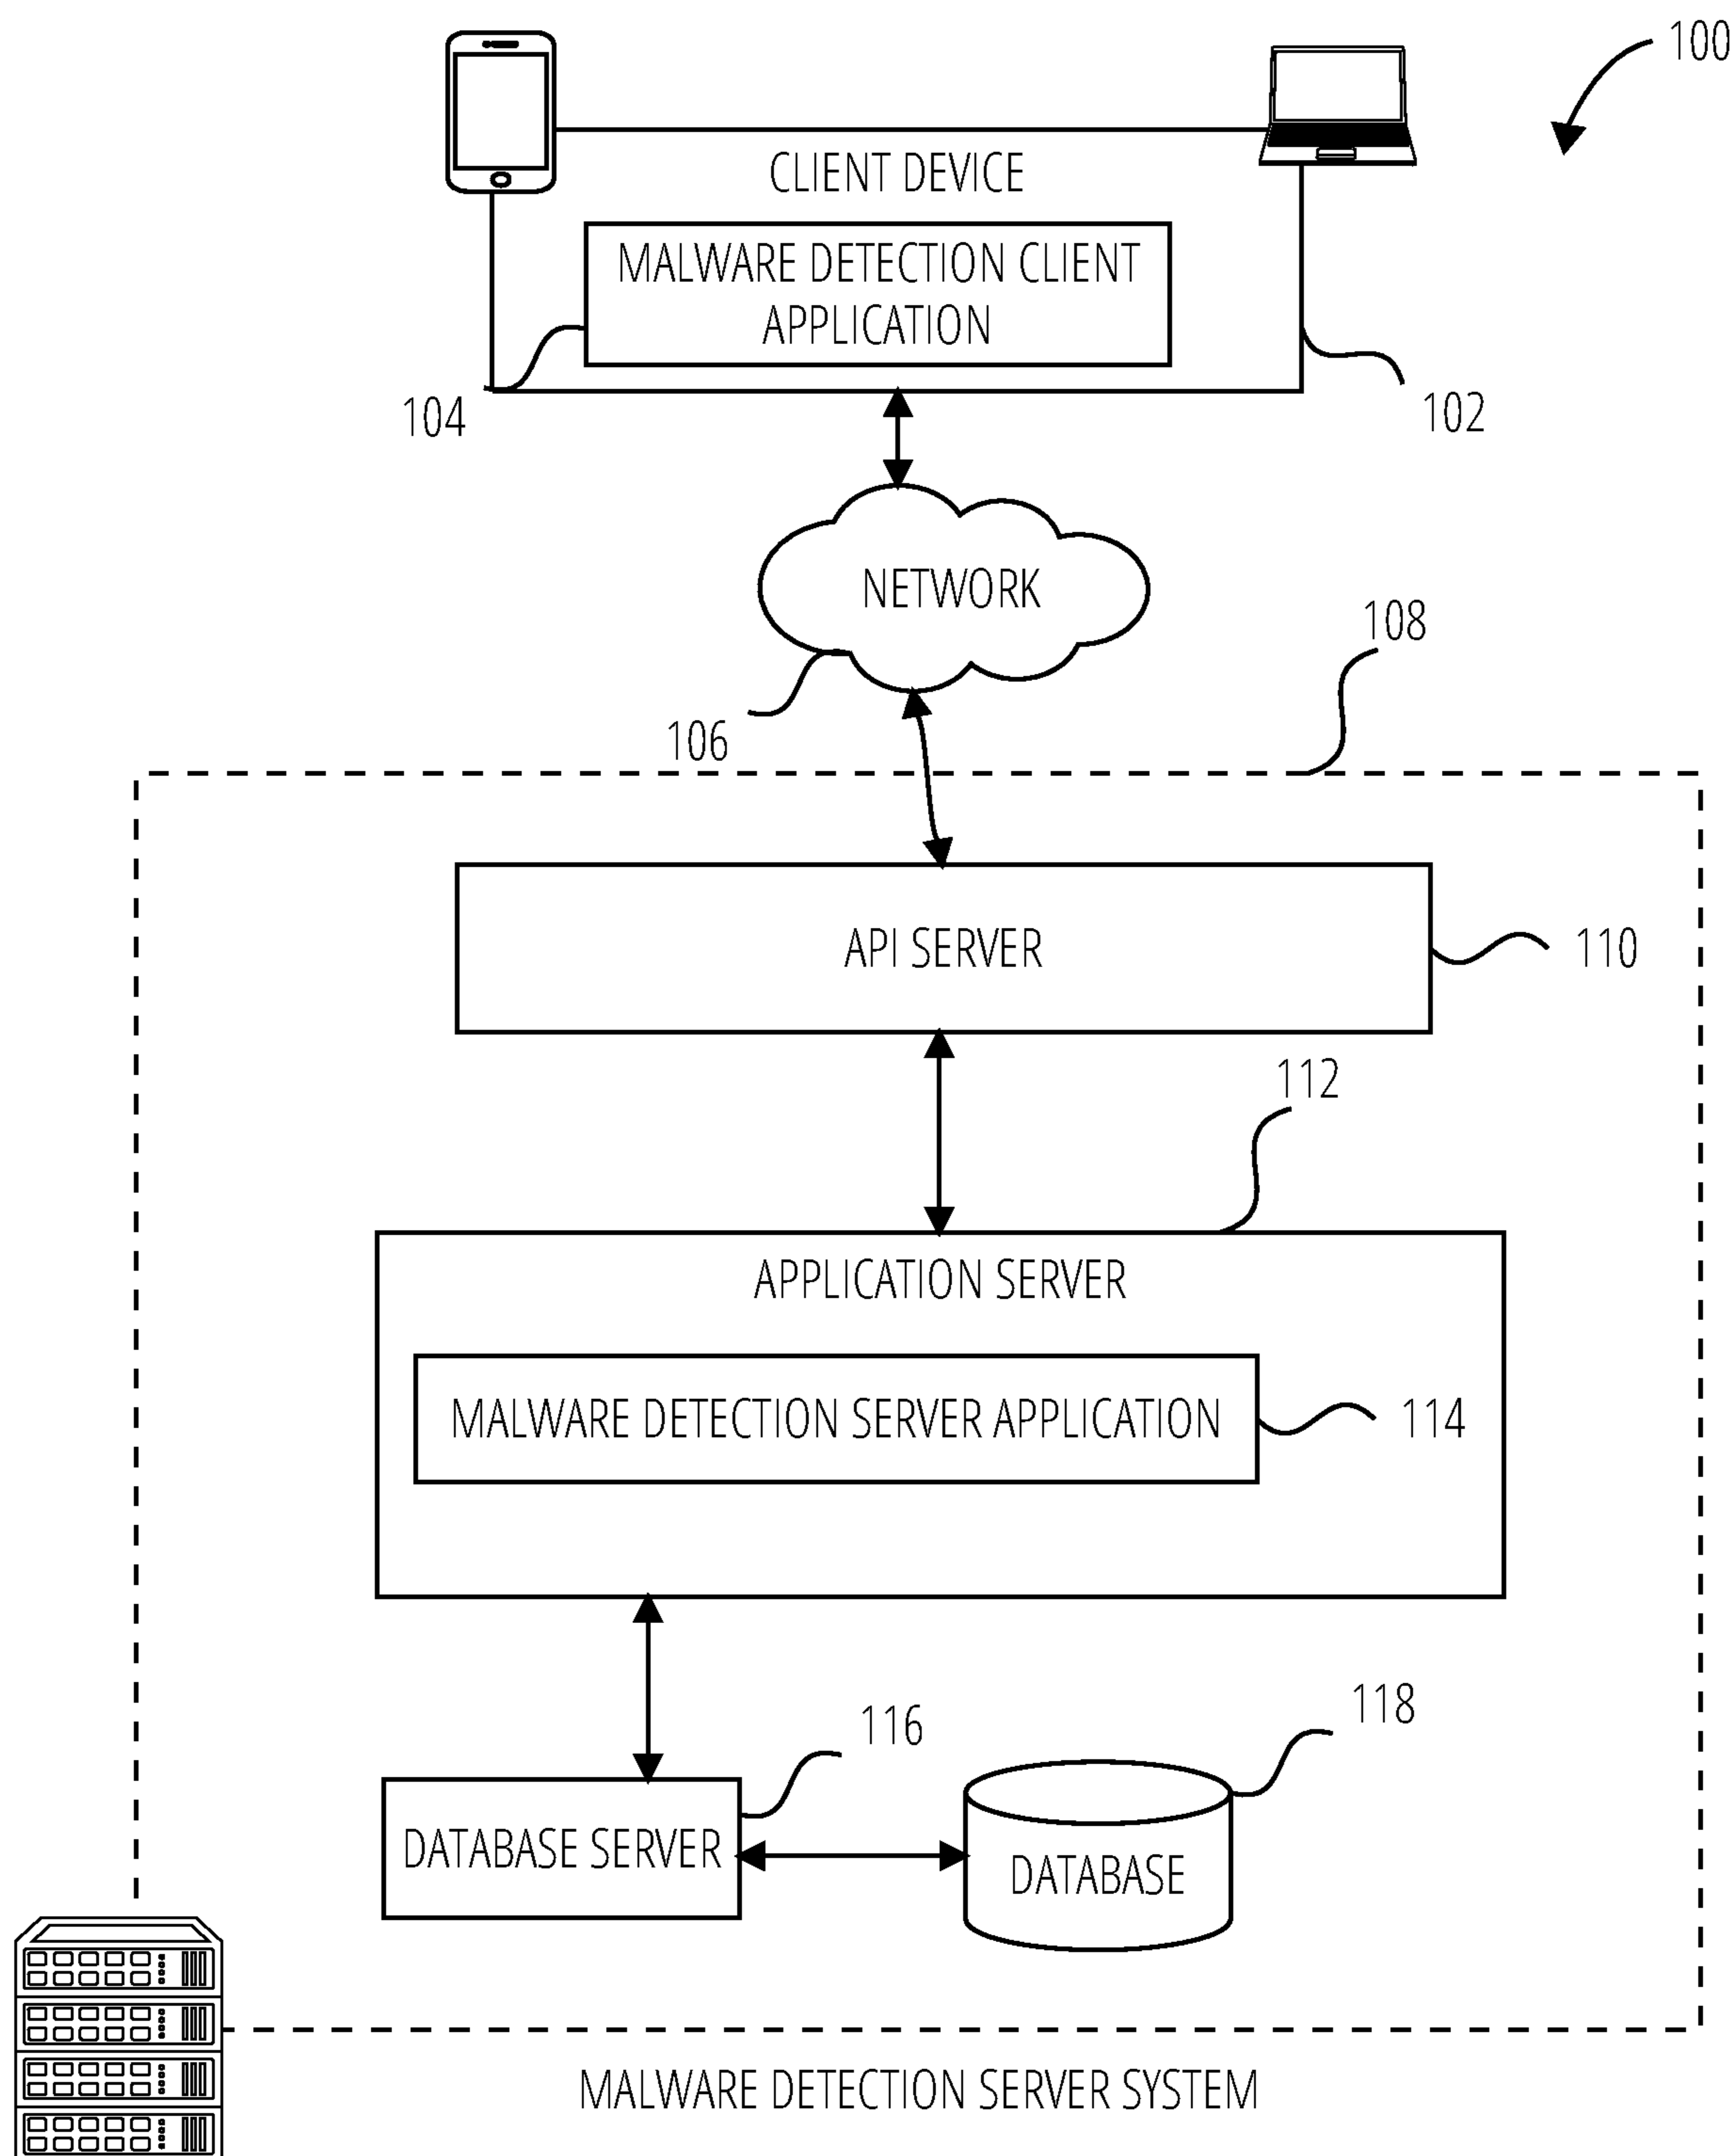 100
CLIENT DEVICE
MALWARE DETECTION CLIENT
APPLICATION
104
102
NETWORK
108
106
API SERVER
110
112
APPLICATION SERVER
MALWARE DETECTION SERVER APPLICATION
114
116
118
DATABASE SERVER
DATABASE
MALWARE DETECTION SERVER SYSTEM